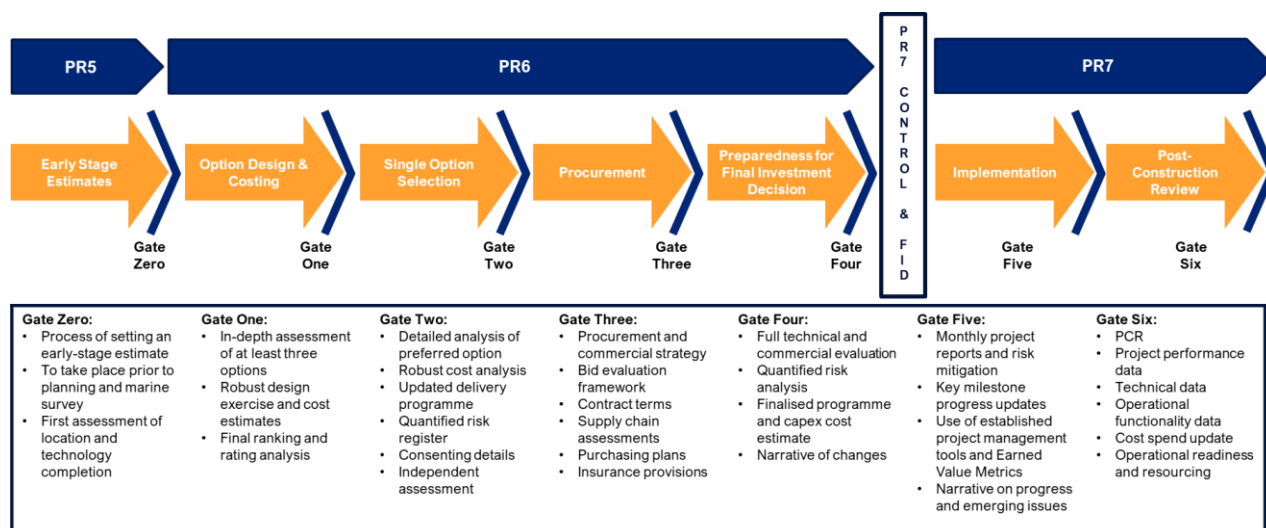 PR5
PR6
PR7 CONTROL & FID
PR7
Early Stage
Estimates
Option Design &
Costing
Single Option
Selection
Procurement
Preparedness for
Final Investment
Decision
Implementation
Post-
Construction
Review
Gate
Zero
Gate
One
Gate
Two
Gate
Three
Gate
Four
Gate
Five
Gate
Six
Gate Zero:
• Process of setting an
early-stage estimate
• To take place prior to
planning and marine
survey
• First assessment of
location and
technology
completion
Gate One:
• In-depth assessment
of at least three
options
• Robust design
exercise and cost
estimates
• Final ranking and
rating analysis
Gate Two:
• Detailed analysis of
preferred option
• Robust cost analysis
• Updated delivery
programme
• Quantified risk
register
• Consenting details
• Independent
assessment
Gate Three:
• Procurement and
commercial strategy
• Bid evaluation
framework
• Contract terms
• Supply chain
assessments
• Purchasing plans
• Insurance provisions
Gate Four:
• Full technical and
commercial evaluation
• Quantified risk
analysis
• Finalised programme
and capex cost
estimate
• Narrative of changes
Gate Five:
• Monthly project
reports and risk
mitigation
• Key milestone
progress updates
• Use of established
project management
tools and Earned
Value Metrics
• Narrative on progress
and emerging issues
Gate Six:
• PCR
• Project performance
data
• Technical data
• Operational
functionality data
• Cost spend update
• Operational readiness
and resourcing